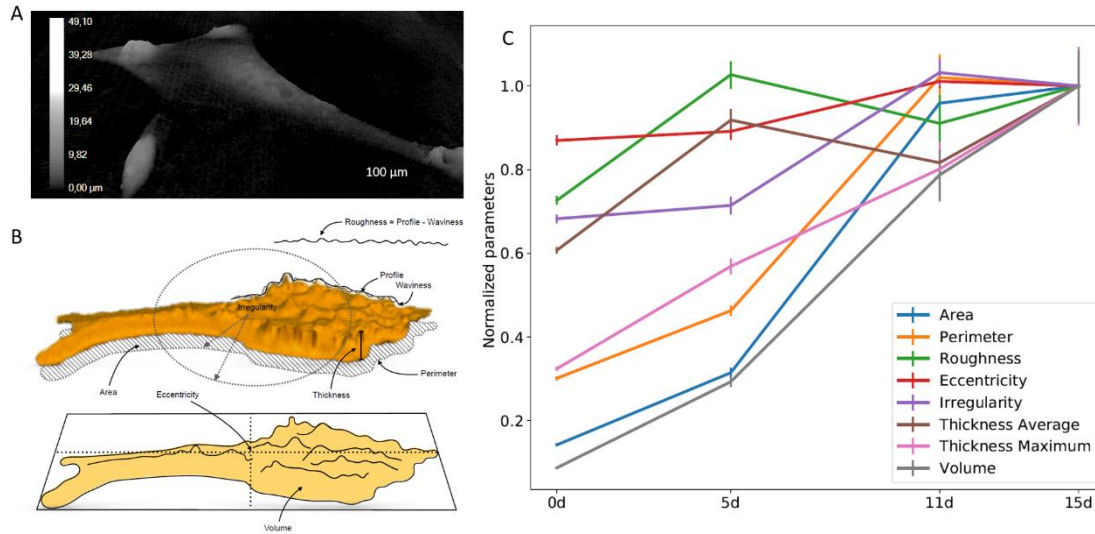 A
49,10
39,28
29,46
19,64
9,82
0,00 µm
100 µm
B
Roughness = Profile - Waviness
Profile
Waviness
Irregularity
Area
Eccentricity
Thickness
Perimeter
Volume
C
Normalized parameters
1.0
0.8
0.6
0.4
0.2
0d
5d
11d
15d
Area
Perimeter
Roughness
Eccentricity
Irregularity
Thickness Average
Thickness Maximum
Volume